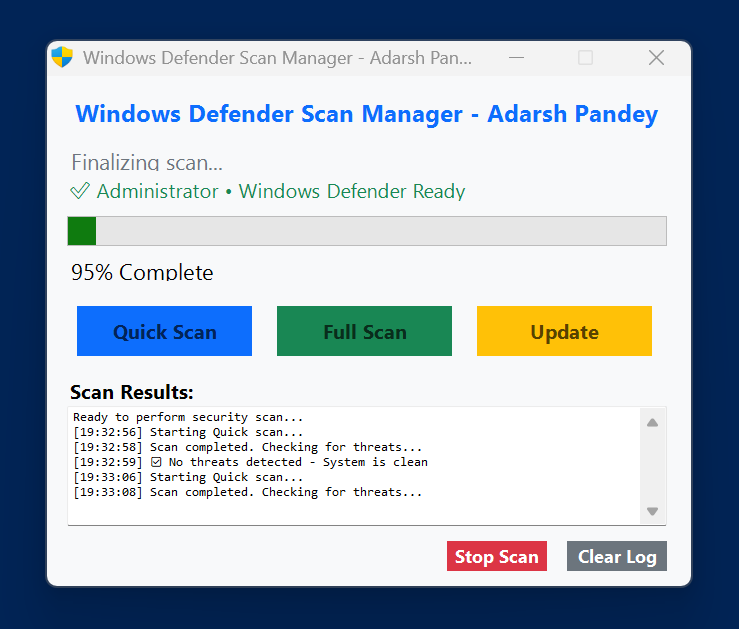 Windows Defender Scan Manager - Adarsh Pan...
Windows Defender Scan Manager - Adarsh Pandey
Finalizing scan...
Administrator • Windows Defender Ready
95% Complete
Quick Scan
Full Scan
Update
Scan Results:
Ready to perform security scan...
[19:32:56] Starting Quick scan...
[19:32:58] Scan completed. Checking for threats...
[19:32:59] ☑ No threats detected - System is clean
[19:33:06] Starting Quick scan...
[19:33:08] Scan completed. Checking for threats...
Stop Scan
Clear Log